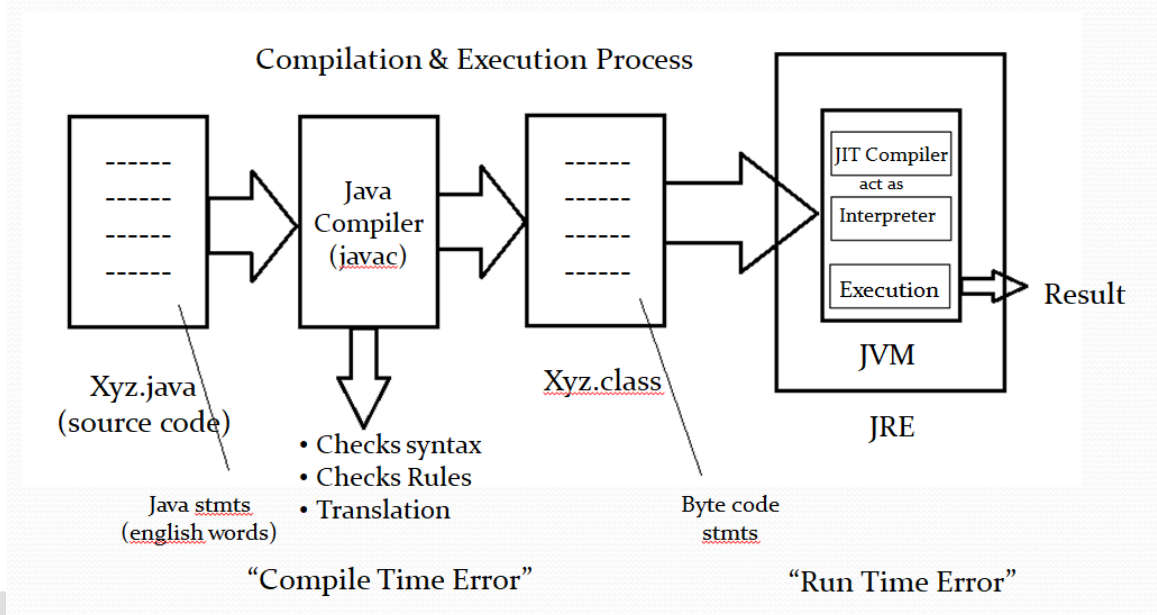 Compilation & Execution Process
------
------
------
------
Xyz.java
(source code)
Java stmts
(english words)
Java
Compiler
(javac)
• Checks syntax
• Checks Rules
• Translation
“Compile Time Error”
------
------
------
------
Xyz.class
Byte code
stmts
JIT Compiler
act as
Interpreter
Execution
JVM
JRE
Result
“Run Time Error”